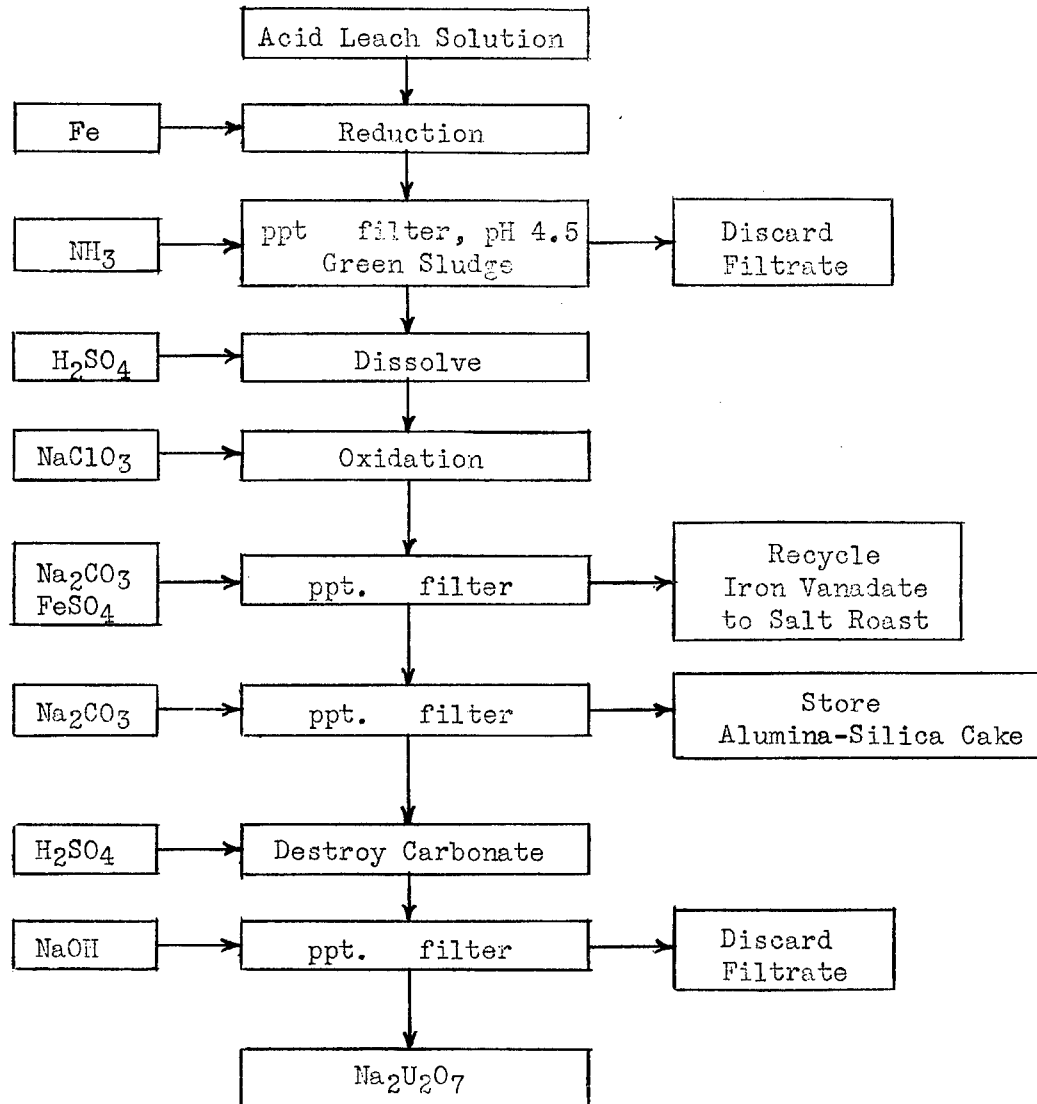 Acid Leach Solution
Fe
Reduction
NH3
ppt filter, pH 4.5
Green Sludge
Discard
Filtrate
H2SO4
Dissolve
NaClO3
Oxidation
Na2CO3
FeSO4
ppt. filter
Recycle
Iron Vanadate
to Salt Roast
Na2CO3
ppt. filter
Store
Alumina-Silica Cake
H2SO4
Destroy Carbonate
NaOH
ppt. filter
Discard
Filtrate
Na2U2O7